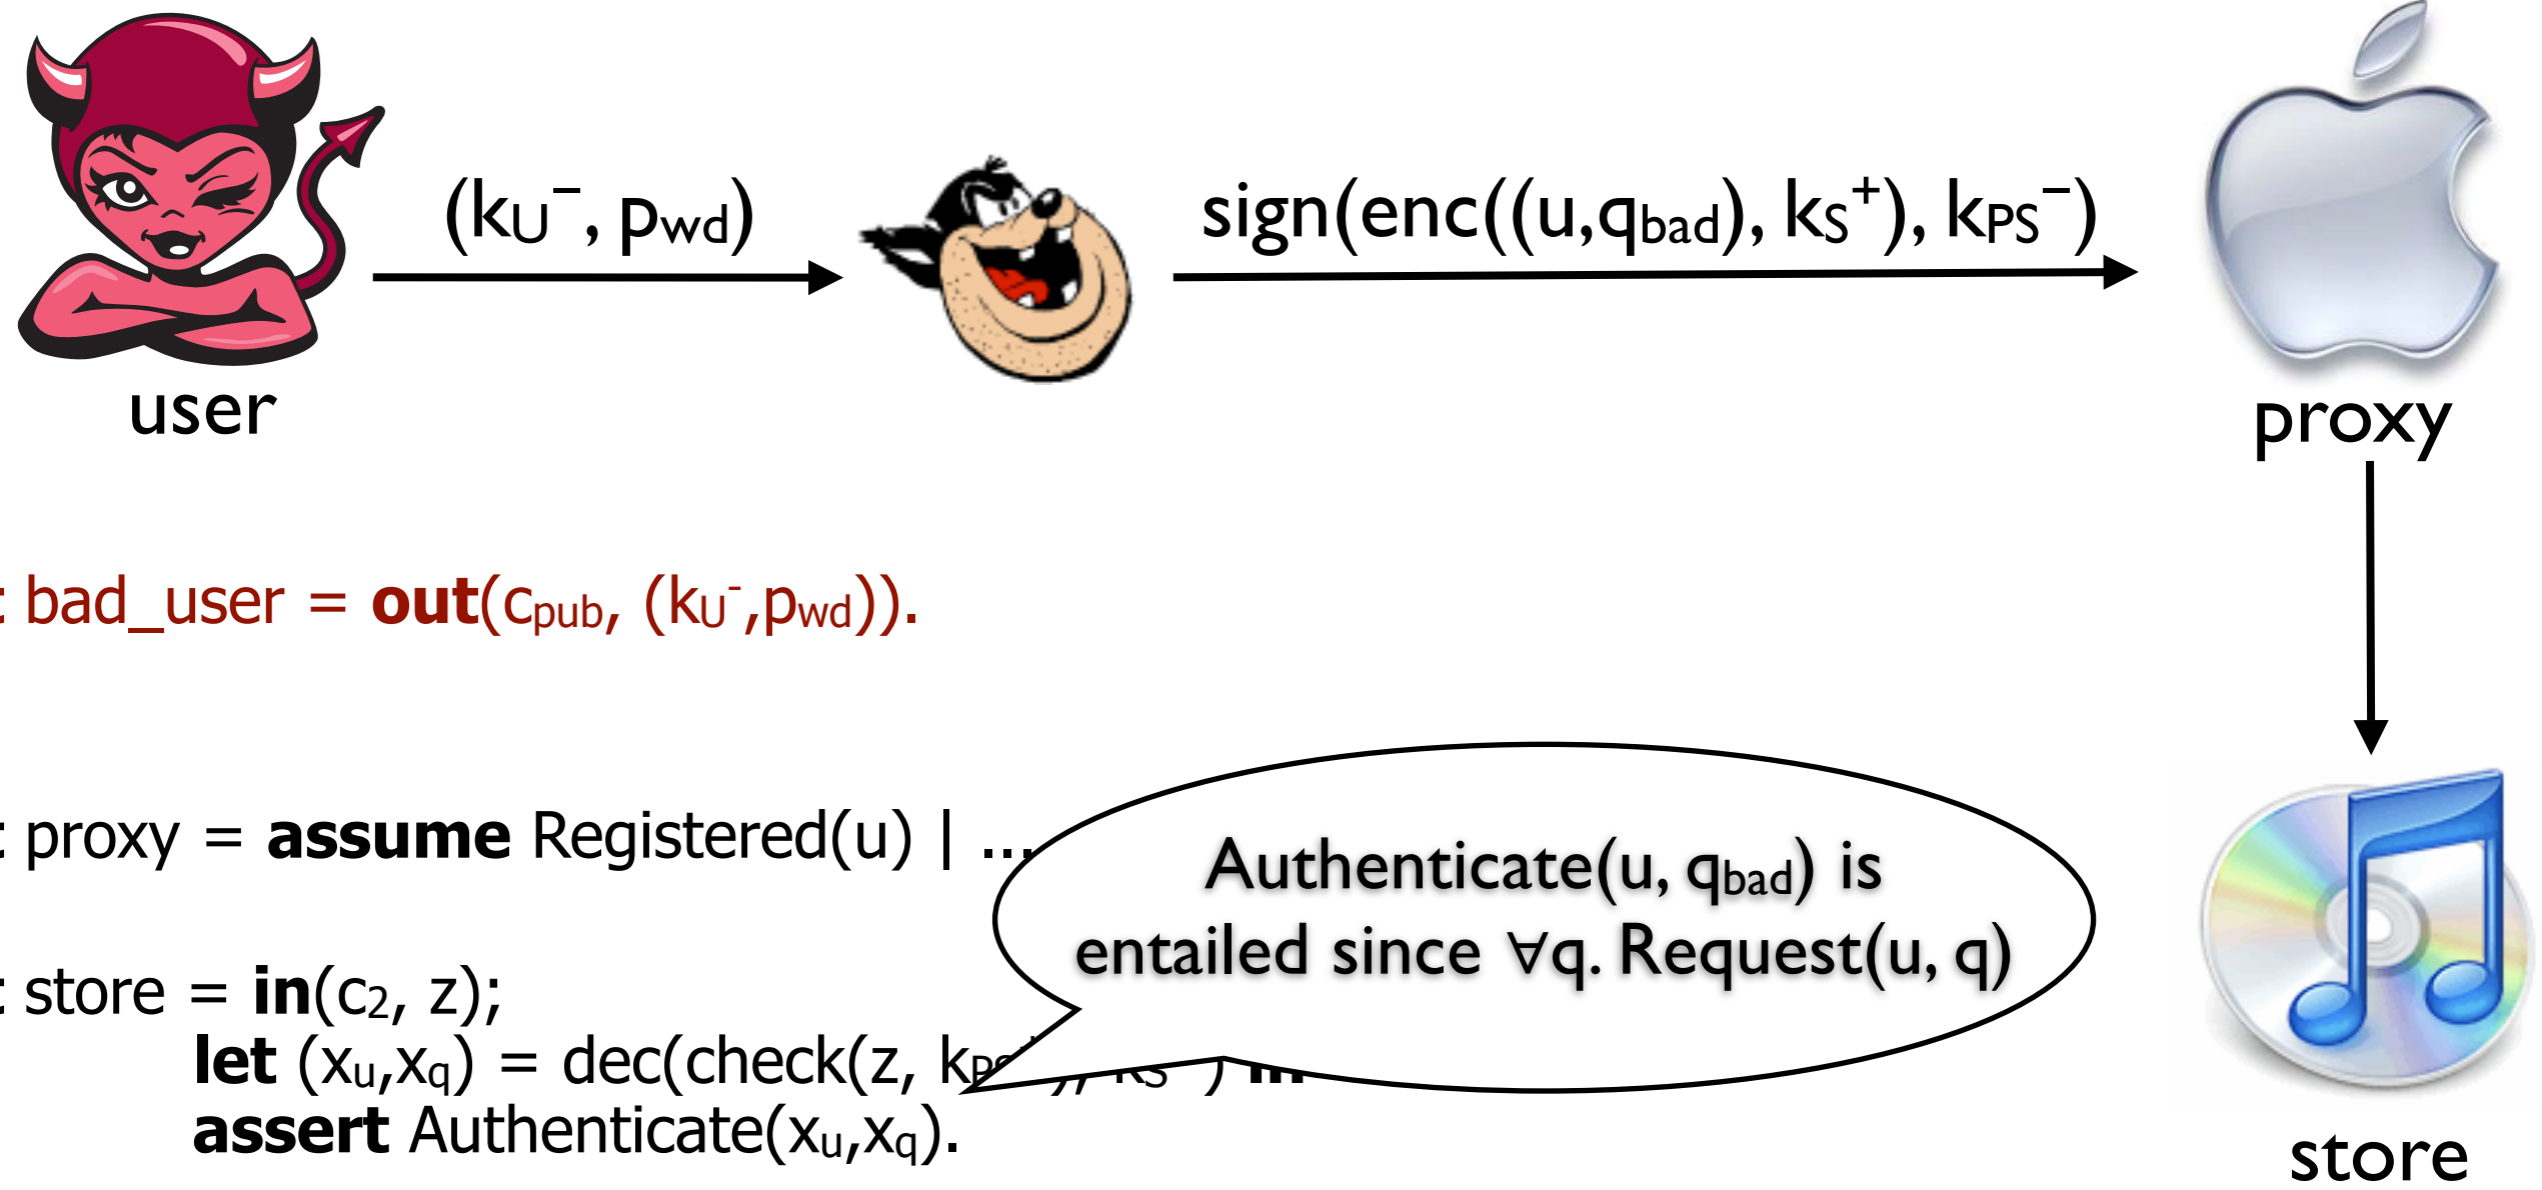 (kU−, pwd)
sign(enc((u,qbad), kS+), kPS−)
user
proxy
bad_user = out(cpub, (kU-,pwd)).
proxy = assume Registered(u) | ...
Authenticate(u, qbad) is
entailed since ∀q. Request(u, q)
store = in(c2, z);
let (xu,xq) = dec(check(z, kPS
assert Authenticate(xu,xq).
store